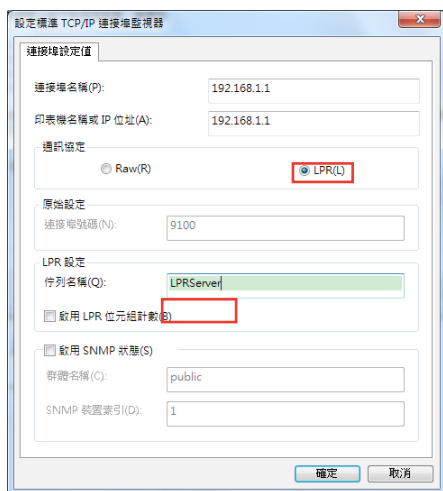 設定標準 TCP/IP 連接埠監視器
連接埠設定值
連接埠名稱(P): 192.168.1.1
印表機名稱或 IP 位址(A): 192.168.1.1
通訊協定
Raw(R) LPR(L)
原始設定
連接埠號碼(N): 9100
LPR 設定
佇列名稱(Q): LPRServer
啟用 LPR 位元組計數(B)
啟用 SNMP 狀態(S)
群體名稱(C): public
SNMP 裝置索引(D): 1
確定 取消